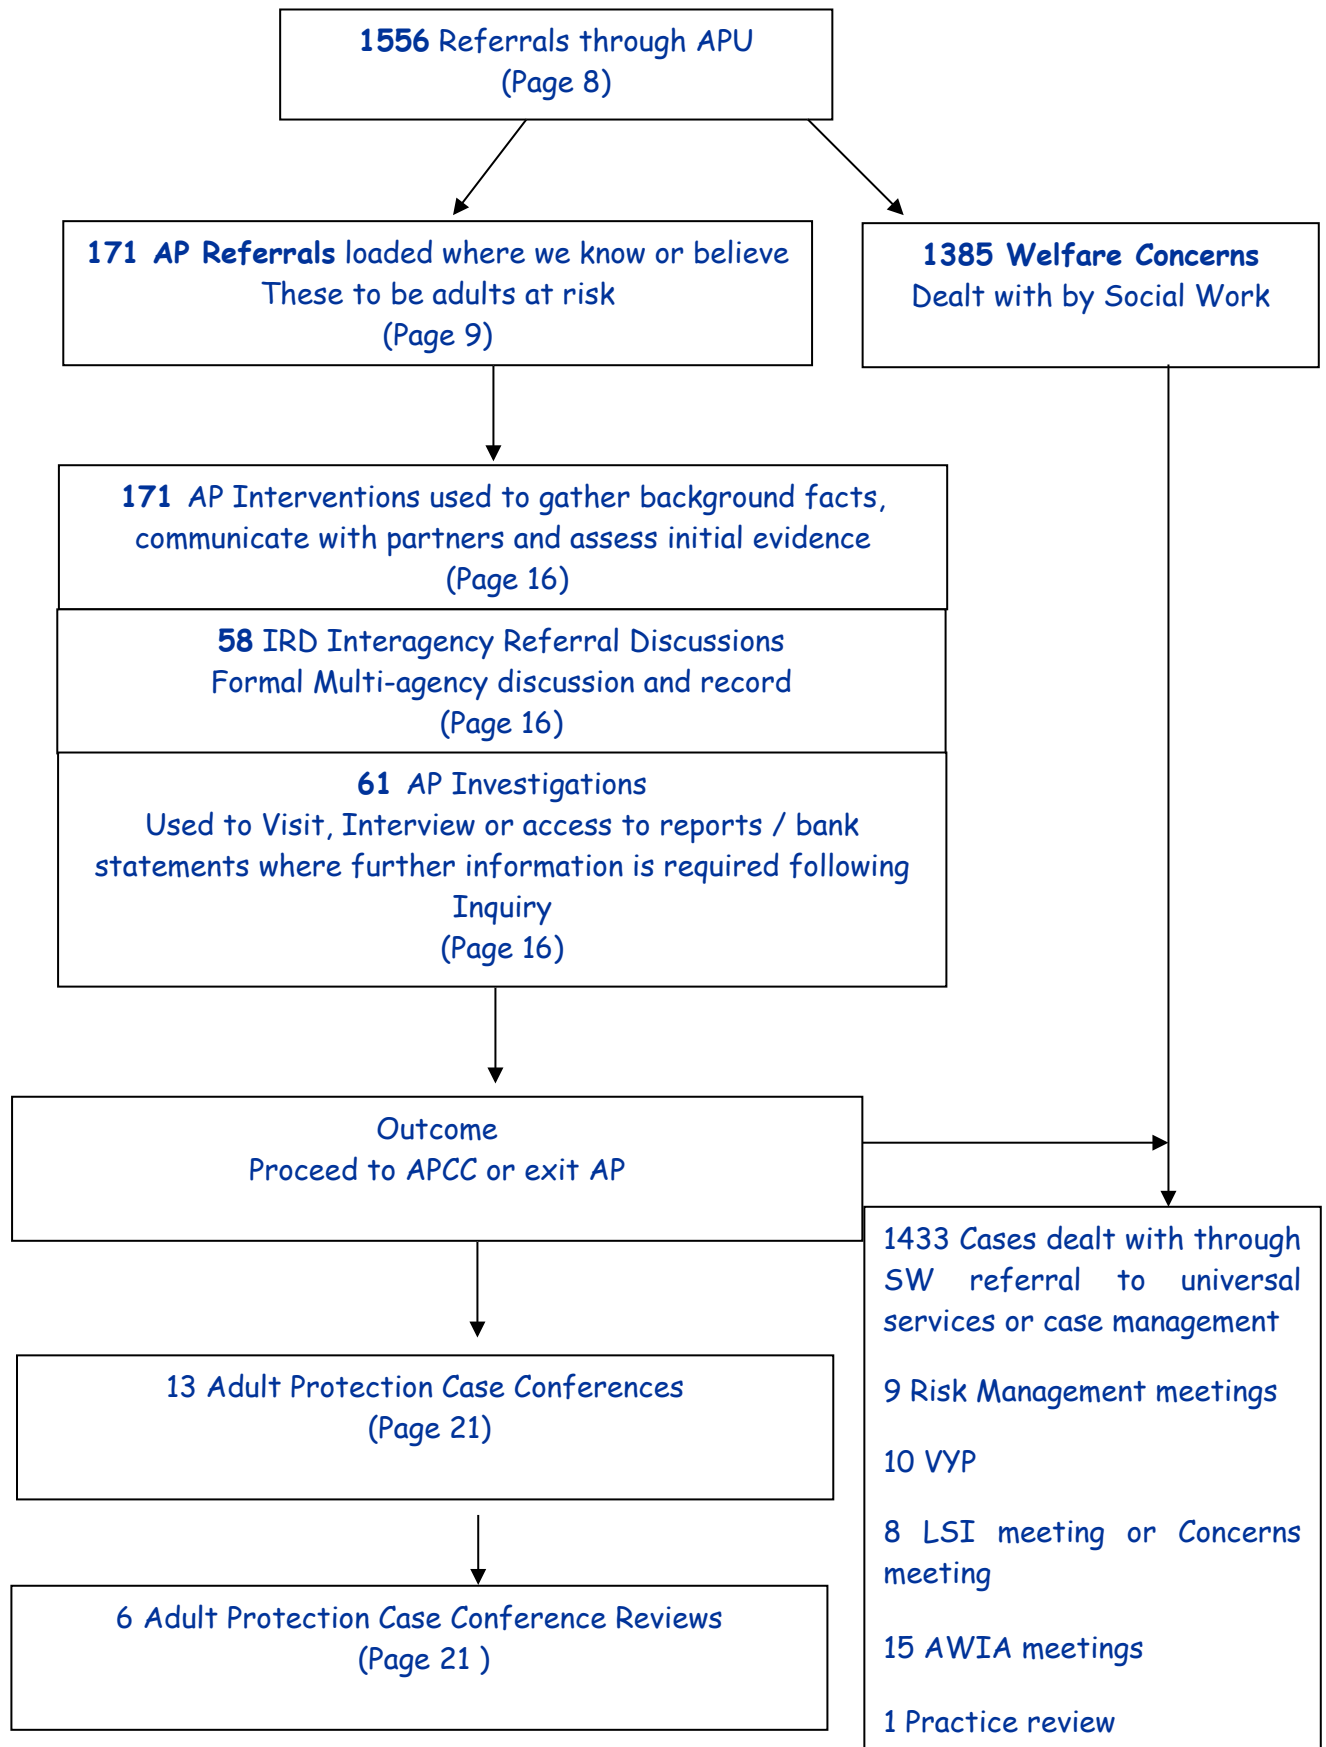 1556 Referrals through APU
(Page 8)
171 AP Referrals loaded where we know or believe
These to be adults at risk
(Page 9)
1385 Welfare Concerns
Dealt with by Social Work
171 AP Interventions used to gather background facts,
communicate with partners and assess initial evidence
(Page 16)
58 IRD Interagency Referral Discussions
Formal Multi-agency discussion and record
(Page 16)
61 AP Investigations
Used to Visit, Interview or access to reports / bank
statements where further information is required following
Inquiry
(Page 16)
Outcome
Proceed to APCC or exit AP
13 Adult Protection Case Conferences
(Page 21)
6 Adult Protection Case Conference Reviews
(Page 21 )
1433 Cases dealt with through
SW referral to universal
services or case management
9 Risk Management meetings
10 VYP
8 LSI meeting or Concerns
meeting
15 AWIA meetings
1 Practice review